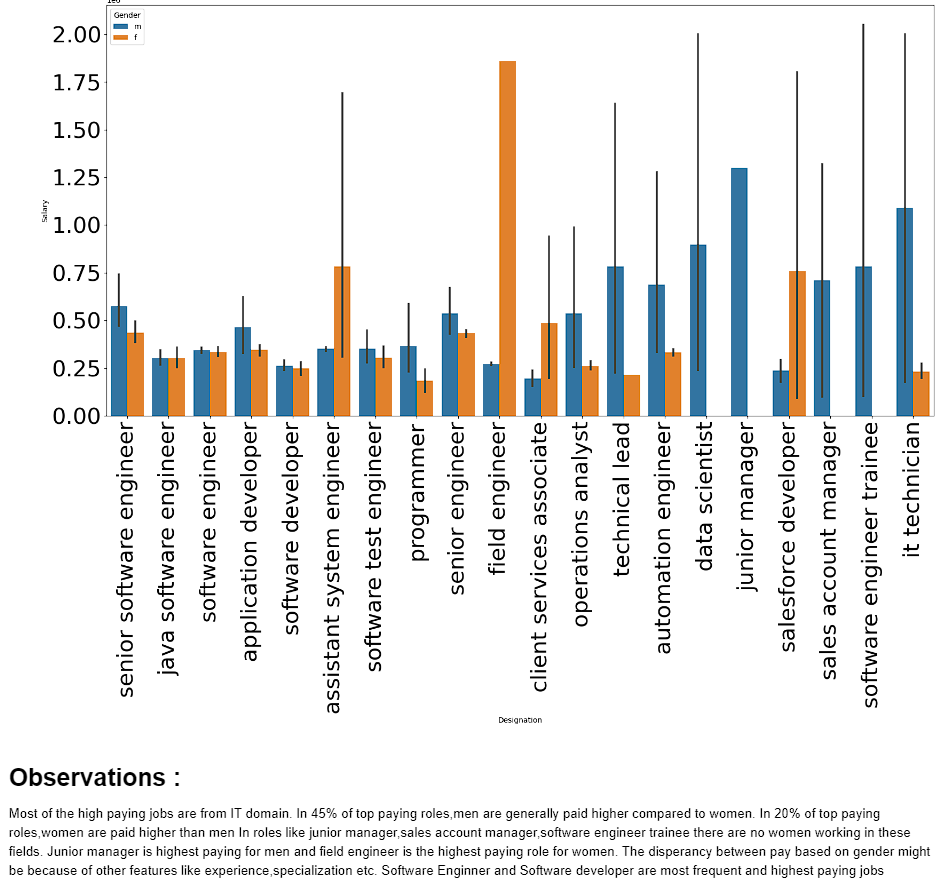 1e6
Gender
m
f
2.00
1.75
1.50
1.25
1.00
0.75
0.50
0.25
0.00
Salary
senior software engineer
java software engineer
software engineer
application developer
software developer
assistant system engineer
software test engineer
programmer
senior engineer
field engineer
client services associate
operations analyst
technical lead
automation engineer
data scientist
junior manager
salesforce developer
sales account manager
software engineer trainee
it technician
Designation
Observations :
Most of the high paying jobs are from IT domain. In 45% of top paying roles,men are generally paid higher compared to women. In 20% of top paying
roles,women are paid higher than men In roles like junior manager,sales account manager,software engineer trainee there are no women working in these
fields. Junior manager is highest paying for men and field engineer is the highest paying role for women. The disperancy between pay based on gender might
be because of other features like experience,specialization etc. Software Enginner and Software developer are most frequent and highest paying jobs